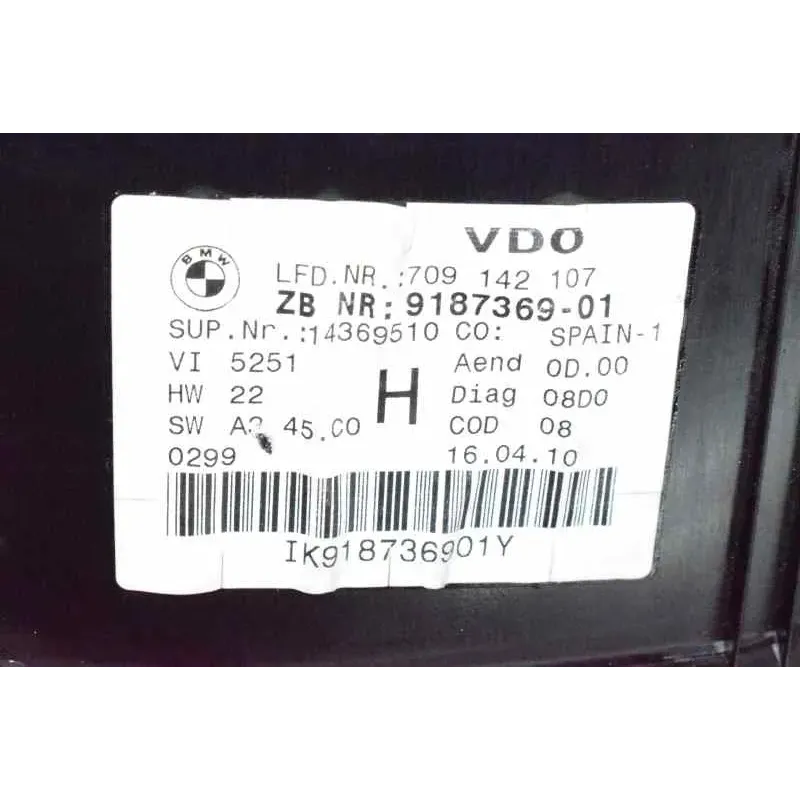 VDO
BMW
LFD.NR.:709 142 107
ZB NR:9187369-01
SUP.Nr.:14369510 CO: SPAIN-1
VI 5251 Aend 0D.00
HW 22 H Diag 08D0
SW 45.00 COD 08
0299 16.04.10
IK918736901Y